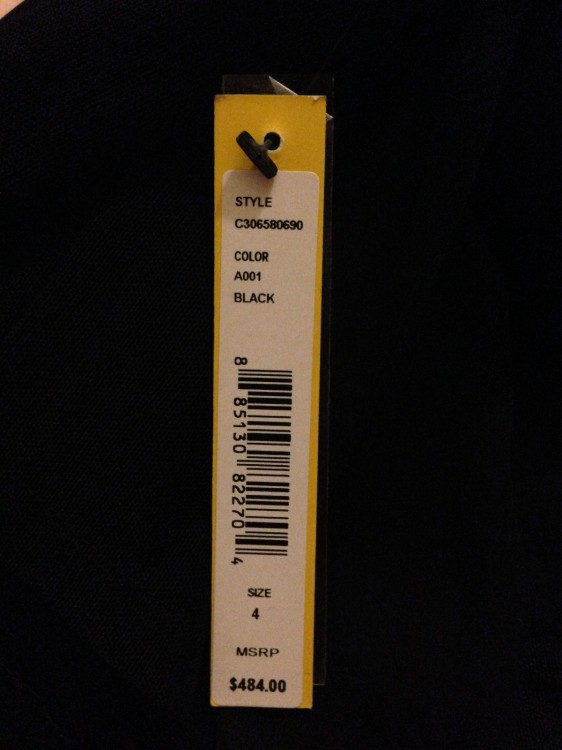 STYLE
C306580690
COLOR
A001
BLACK
8 85130 82270 4
SIZE
4
MSRP
$484.00